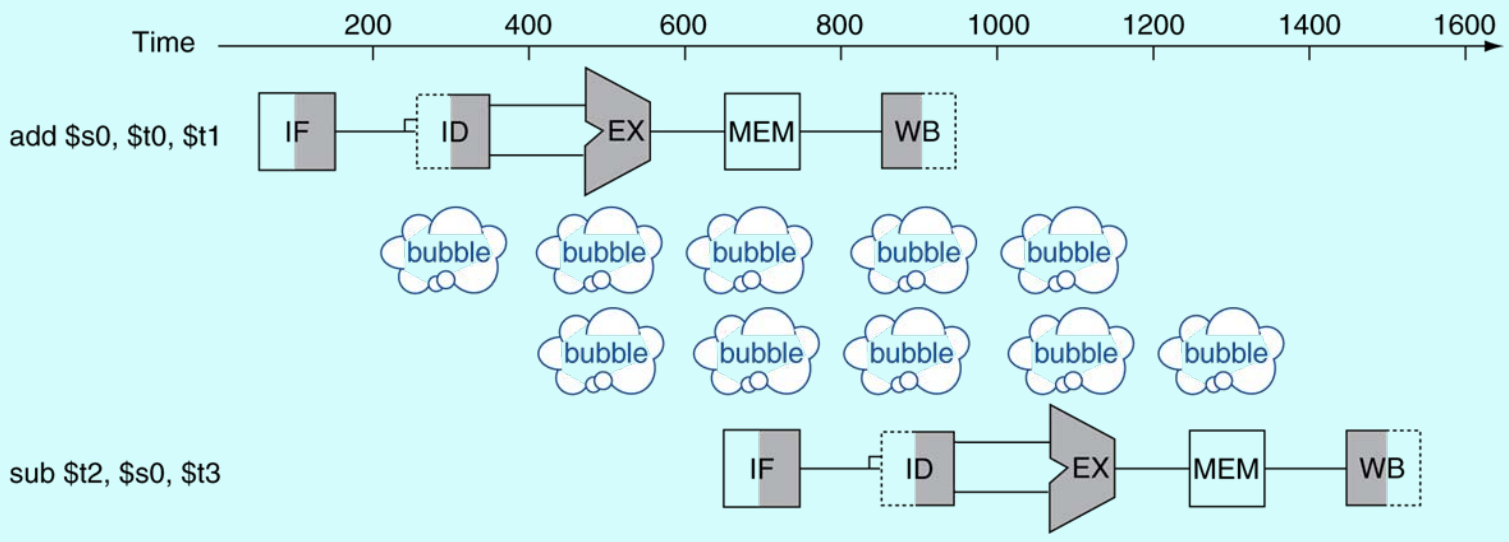 200 400 600 800 1000 1200 1400 1600
Time
add $s0, $t0, $t1 IF ID EX MEM WB
bubble bubble bubble bubble bubble
bubble bubble bubble bubble bubble
sub $t2, $s0, $t3 IF ID EX MEM WB